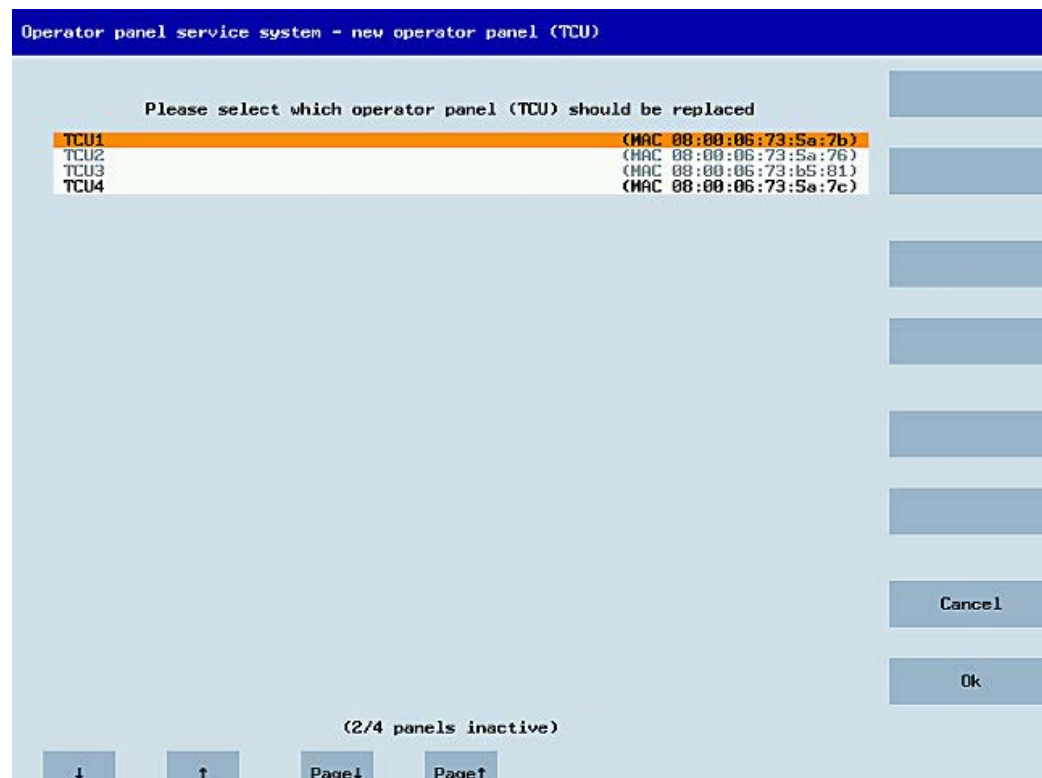 Operator panel service system - new operator panel (TCU)
Please select which operator panel (TCU) should be replaced
TCU1 (MAC 08:00:06:73:5a:7b)
TCU2 (MAC 08:00:06:73:5a:76)
TCU3 (MAC 08:00:06:73:b5:81)
TCU4 (MAC 08:00:06:73:5a:7c)
Cancel
Ok
(2/4 panels inactive)
↓ ↑ Page↓ Page↑